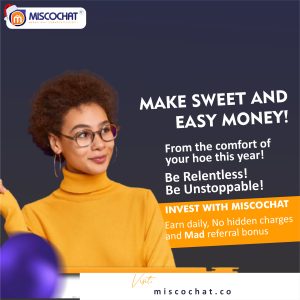 MISCOCHAT
MAKE SWEET AND
EASY MONEY!
From the comfort of
your hoe this year!
Be Relentless!
Be Unstoppable!
INVEST WITH MISCOCHAT
Earn daily, No hidden charges
and Mad referral bonus
Visit:
miscochat.co